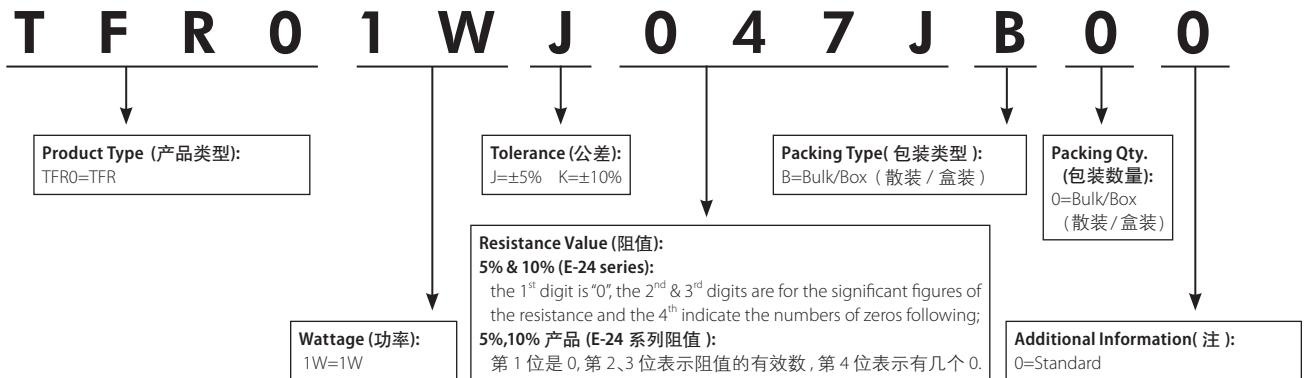 T F R 0 1 W J 0 4 7 J B 0 0
Product Type (产品类型):
TFR0=TFR
Tolerance (公差):
J=±5% K=±10%
Packing Type( 包装类型 ):
B=Bulk/Box ( 散装 / 盒装 )
Packing Qty.
(包装数量):
0=Bulk/Box
(散装/盒装)
Wattage (功率):
1W=1W
Resistance Value (阻值):
5% & 10% (E-24 series):
the 1st digit is "0", the 2nd & 3rd digits are for the significant figures of
the resistance and the 4th indicate the numbers of zeros following;
5%,10% 产品 (E-24 系列阻值 ):
第 1 位是 0, 第 2、3 位表示阻值的有效数 , 第 4 位表示有几个 0.
Additional Information( 注 ):
0=Standard